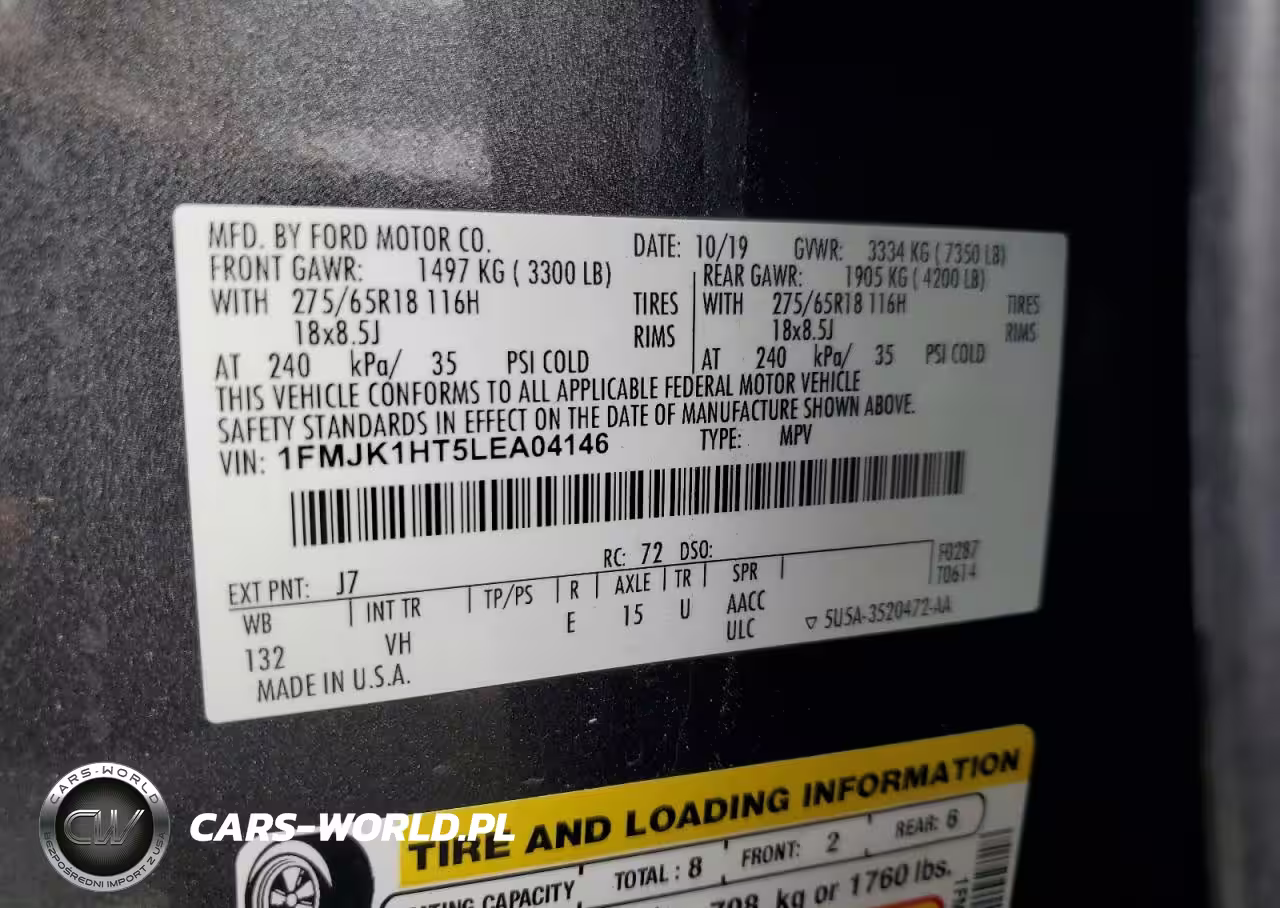 MFD. BY FORD MOTOR CO. DATE: 10/19 GVWR: 3334 KG ( 7350 LB)
FRONT GAWR: 1497 KG ( 3300 LB) REAR GAWR: 1905 KG ( 4200 LB)
WITH 275/65R18 116H TIRES WITH 275/65R18 116H TIRES
18x8.5J RIMS 18x8.5J RIMS
AT 240 kPa/ 35 PSI COLD AT 240 kPa/ 35 PSI COLD
THIS VEHICLE CONFORMS TO ALL APPLICABLE FEDERAL MOTOR VEHICLE
SAFETY STANDARDS IN EFFECT ON THE DATE OF MANUFACTURE SHOWN ABOVE.
VIN: 1FMJK1HT5LEA04146 TYPE: MPV
EXT PNT: J7 RC: 72 DSO: F0287
WB INT TR TP/PS R AXLE TR SPR T0614
132 VH E 15 U AACC
ULC ▽ 5U5A-3520472-AA
MADE IN U.S.A.
TIRE AND LOADING INFORMATION
SEATING CAPACITY TOTAL : 8 FRONT: 2 REAR: 6
798 kg or 1760 lbs.
CARS-WORLD
CW
BEZPOŚREDNI IMPORT Z USA
CARS-WORLD.PL